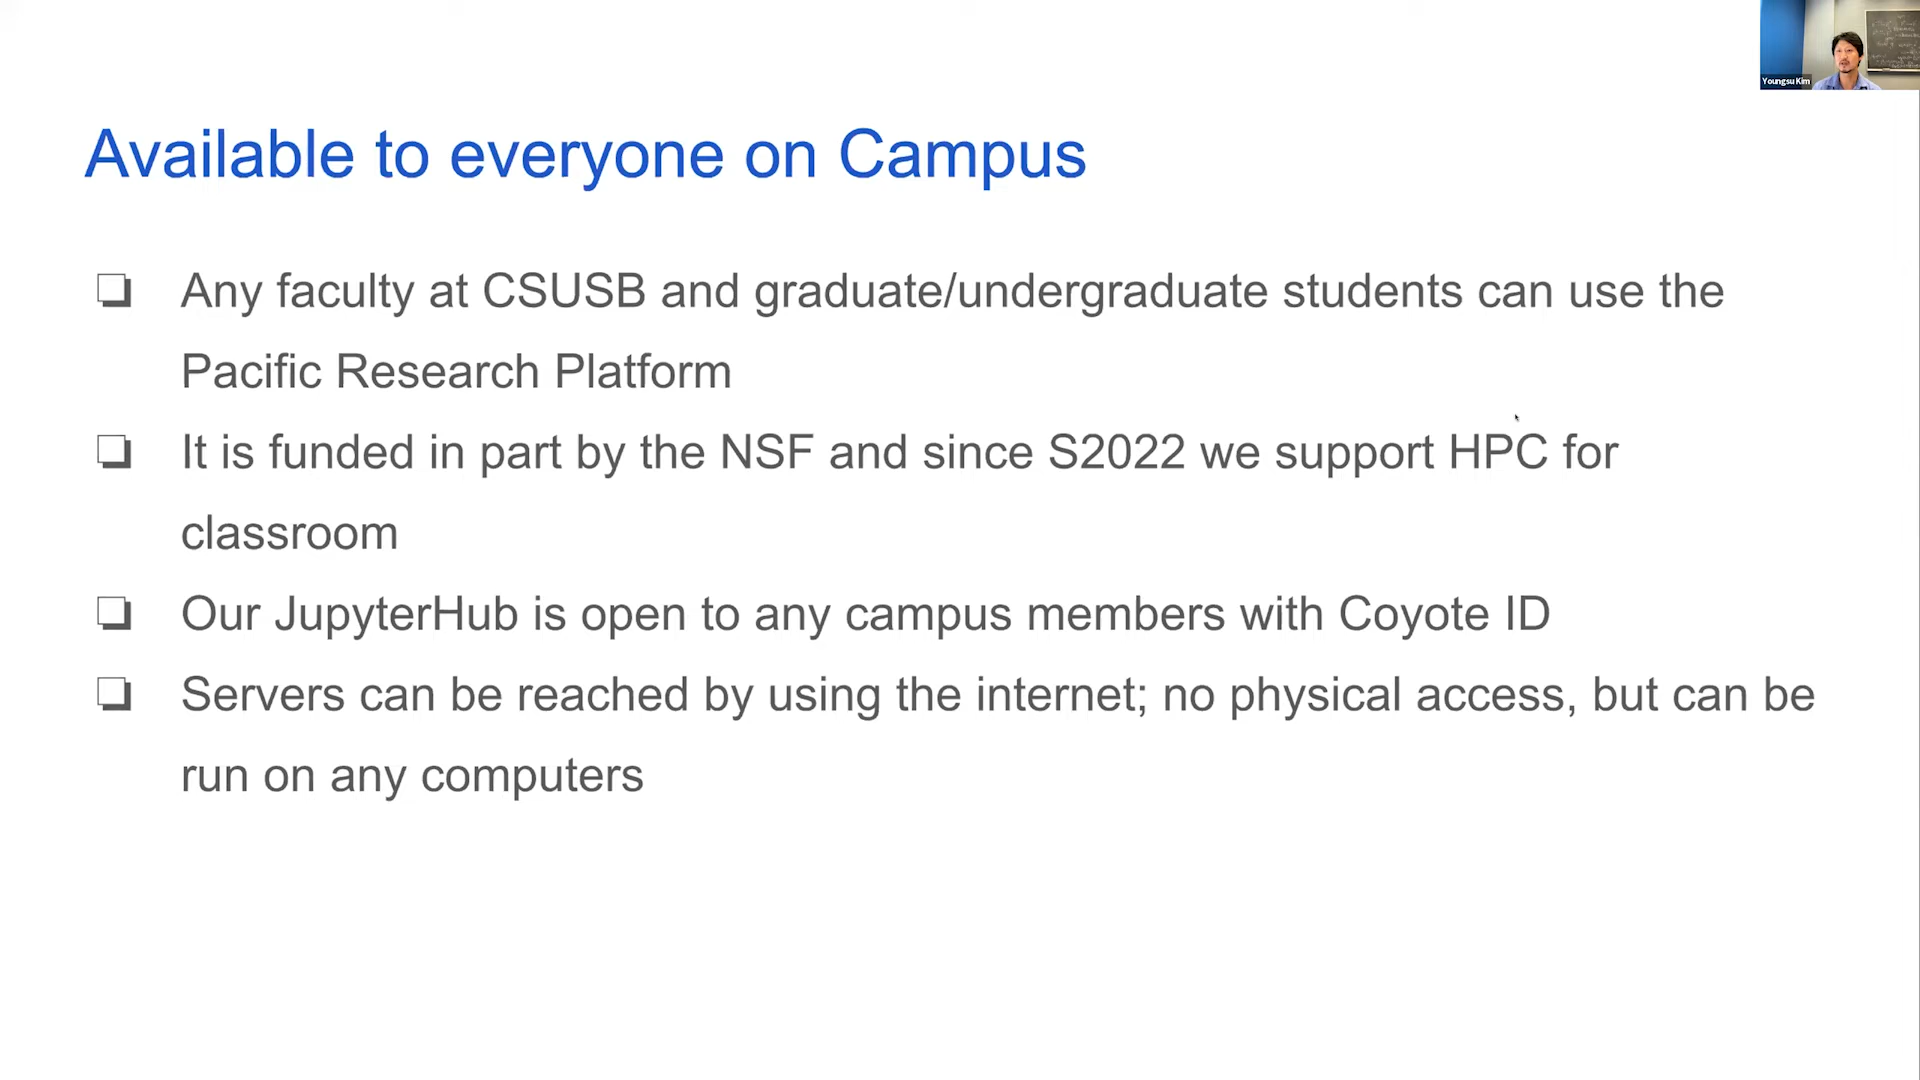 Youngsu Kim
Available to everyone on Campus
❏ Any faculty at CSUSB and graduate/undergraduate students can use the
Pacific Research Platform
❏ It is funded in part by the NSF and since S2022 we support HPC for
classroom
❏ Our JupyterHub is open to any campus members with Coyote ID
❏ Servers can be reached by using the internet; no physical access, but can be
run on any computers